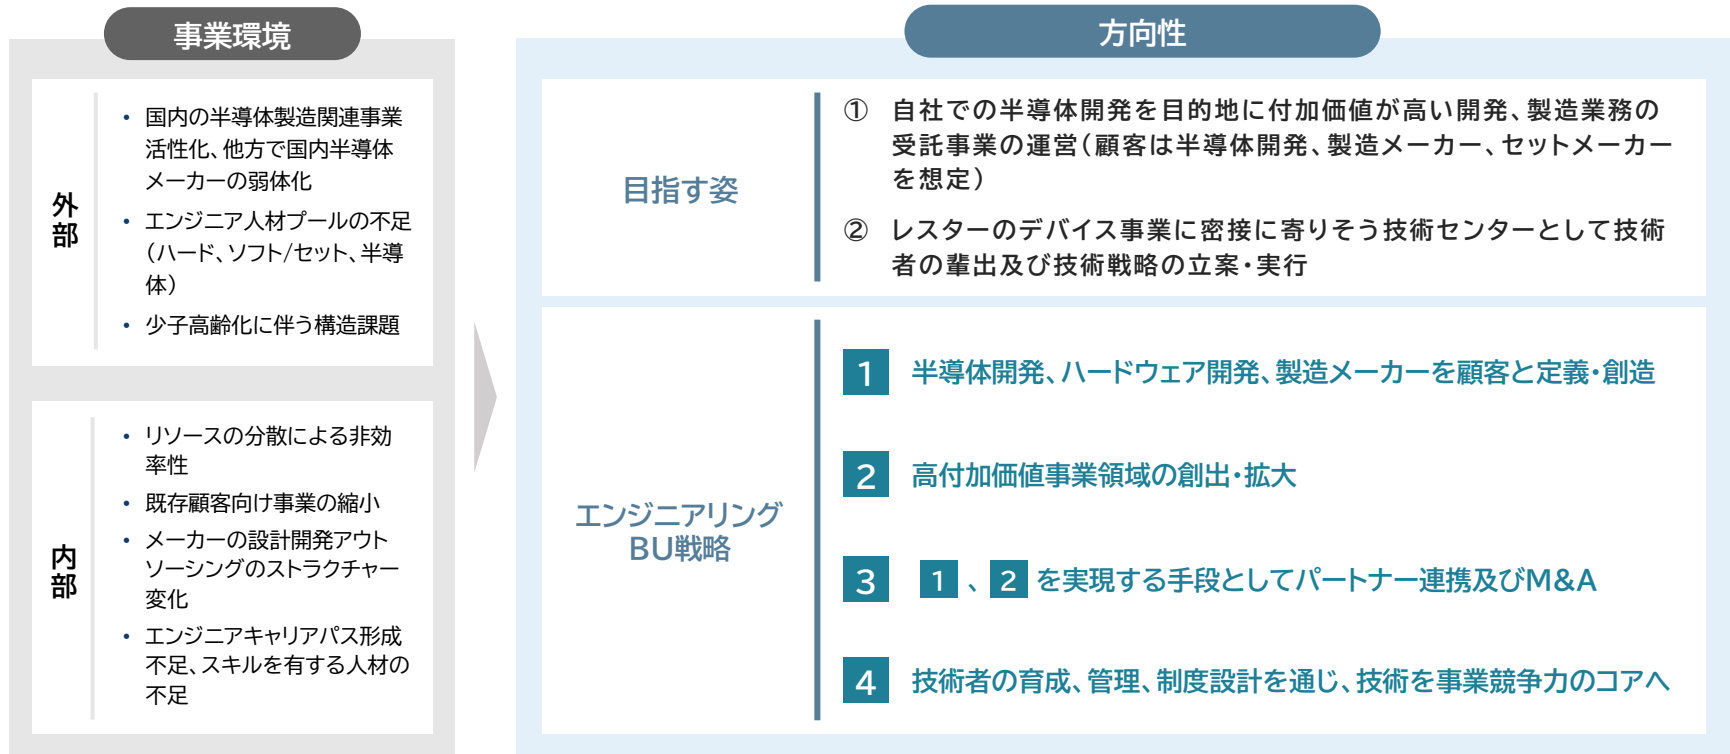 事業環境
外部
• 国内の半導体製造関連事業
活性化、他方で国内半導体
メーカーの弱体化
• エンジニア人材プールの不足
（ハード、ソフト/セット、半導
体）
• 少子高齢化に伴う構造課題
内部
• リソースの分散による非効
率性
• 既存顧客向け事業の縮小
• メーカーの設計開発アウト
ソーシングのストラクチャー
変化
• エンジニアキャリアパス形成
不足、スキルを有する人材の
不足
方向性
目指す姿
① 自社での半導体開発を目的地に付加価値が高い開発、製造業務の
受託事業の運営（顧客は半導体開発、製造メーカー、セットメーカー
を想定）
② レスターのデバイス事業に密接に寄りそう技術センターとして技術
者の輩出及び技術戦略の立案・実行
エンジニアリング
BU戦略
1 半導体開発、ハードウェア開発、製造メーカーを顧客と定義・創造
2 高付加価値事業領域の創出・拡大
3 1 、 2 を実現する手段としてパートナー連携及びM&A
4 技術者の育成、管理、制度設計を通じ、技術を事業競争力のコアへ